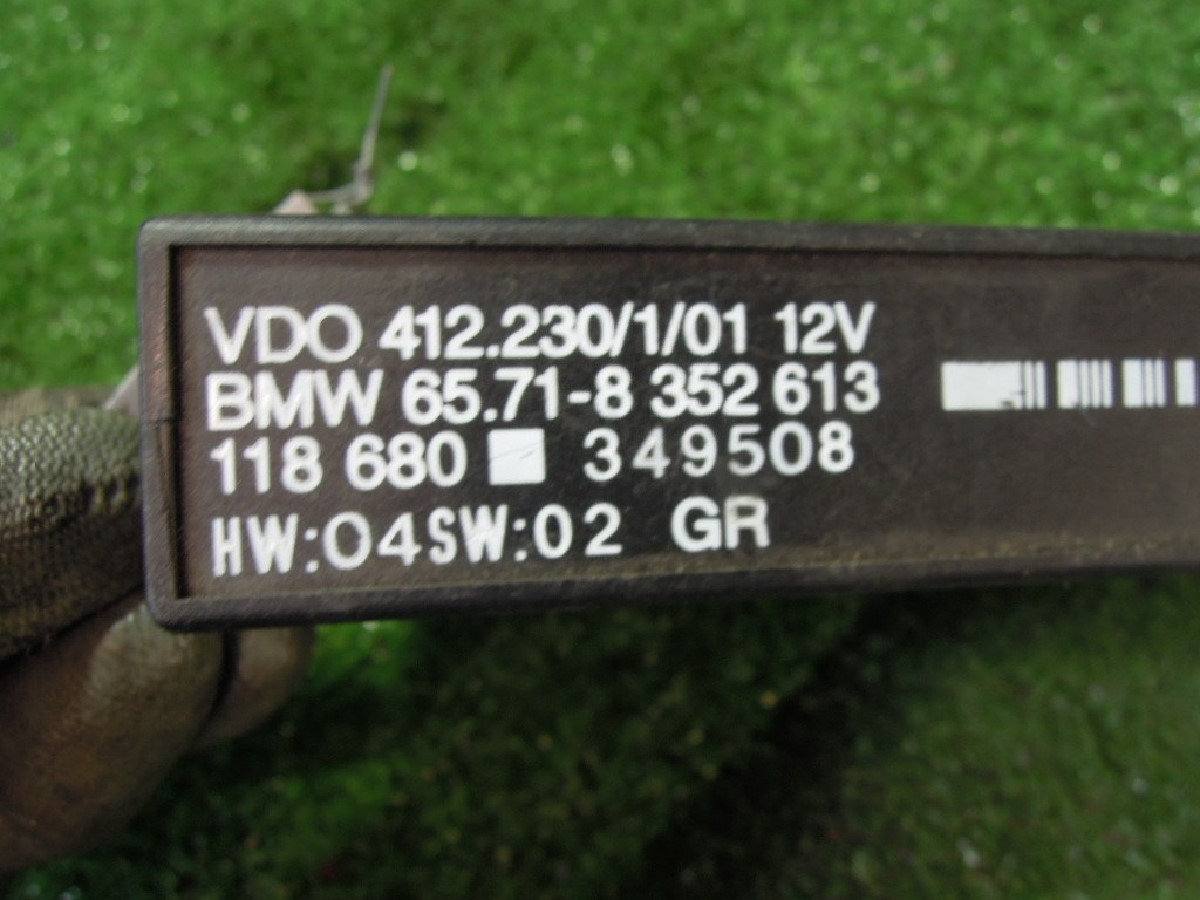 VDO 412.230/1/01 12V
BMW 65.71-8 352 613
118 680 349508
HW:04SW:02 GR